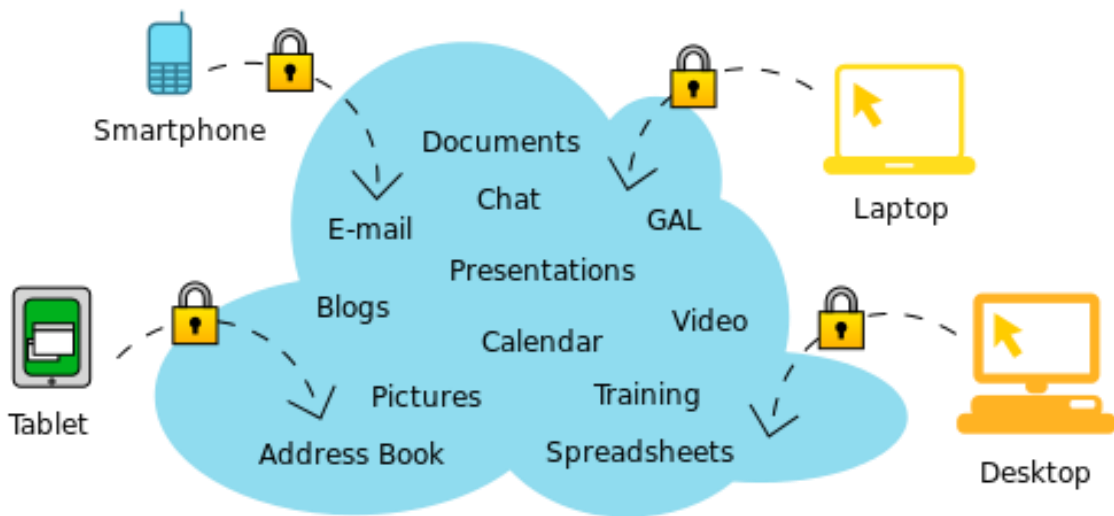 Smartphone
Documents
Chat
E-mail
GAL
Laptop
Presentations
Blogs
Video
Calendar
Tablet
Pictures
Training
Address Book
Spreadsheets
Desktop